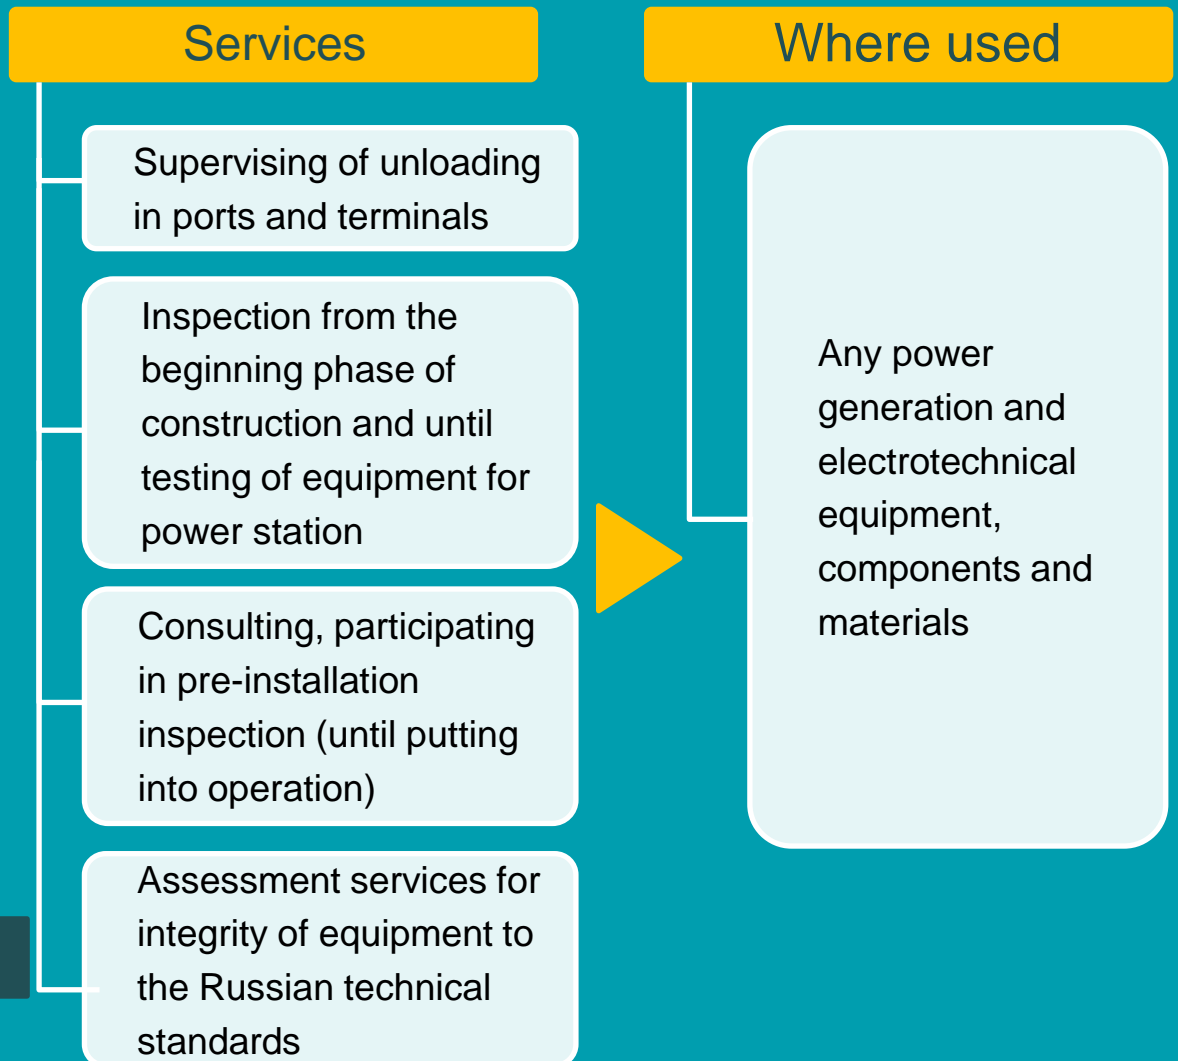 Services
Supervising of unloading
in ports and terminals
Inspection from the
beginning phase of
construction and until
testing of equipment for
power station
Consulting, participating
in pre-installation
inspection (until putting
into operation)
Assessment services for
integrity of equipment to
the Russian technical
standards
Where used
Any power
generation and
electrotechnical
equipment,
components and
materials